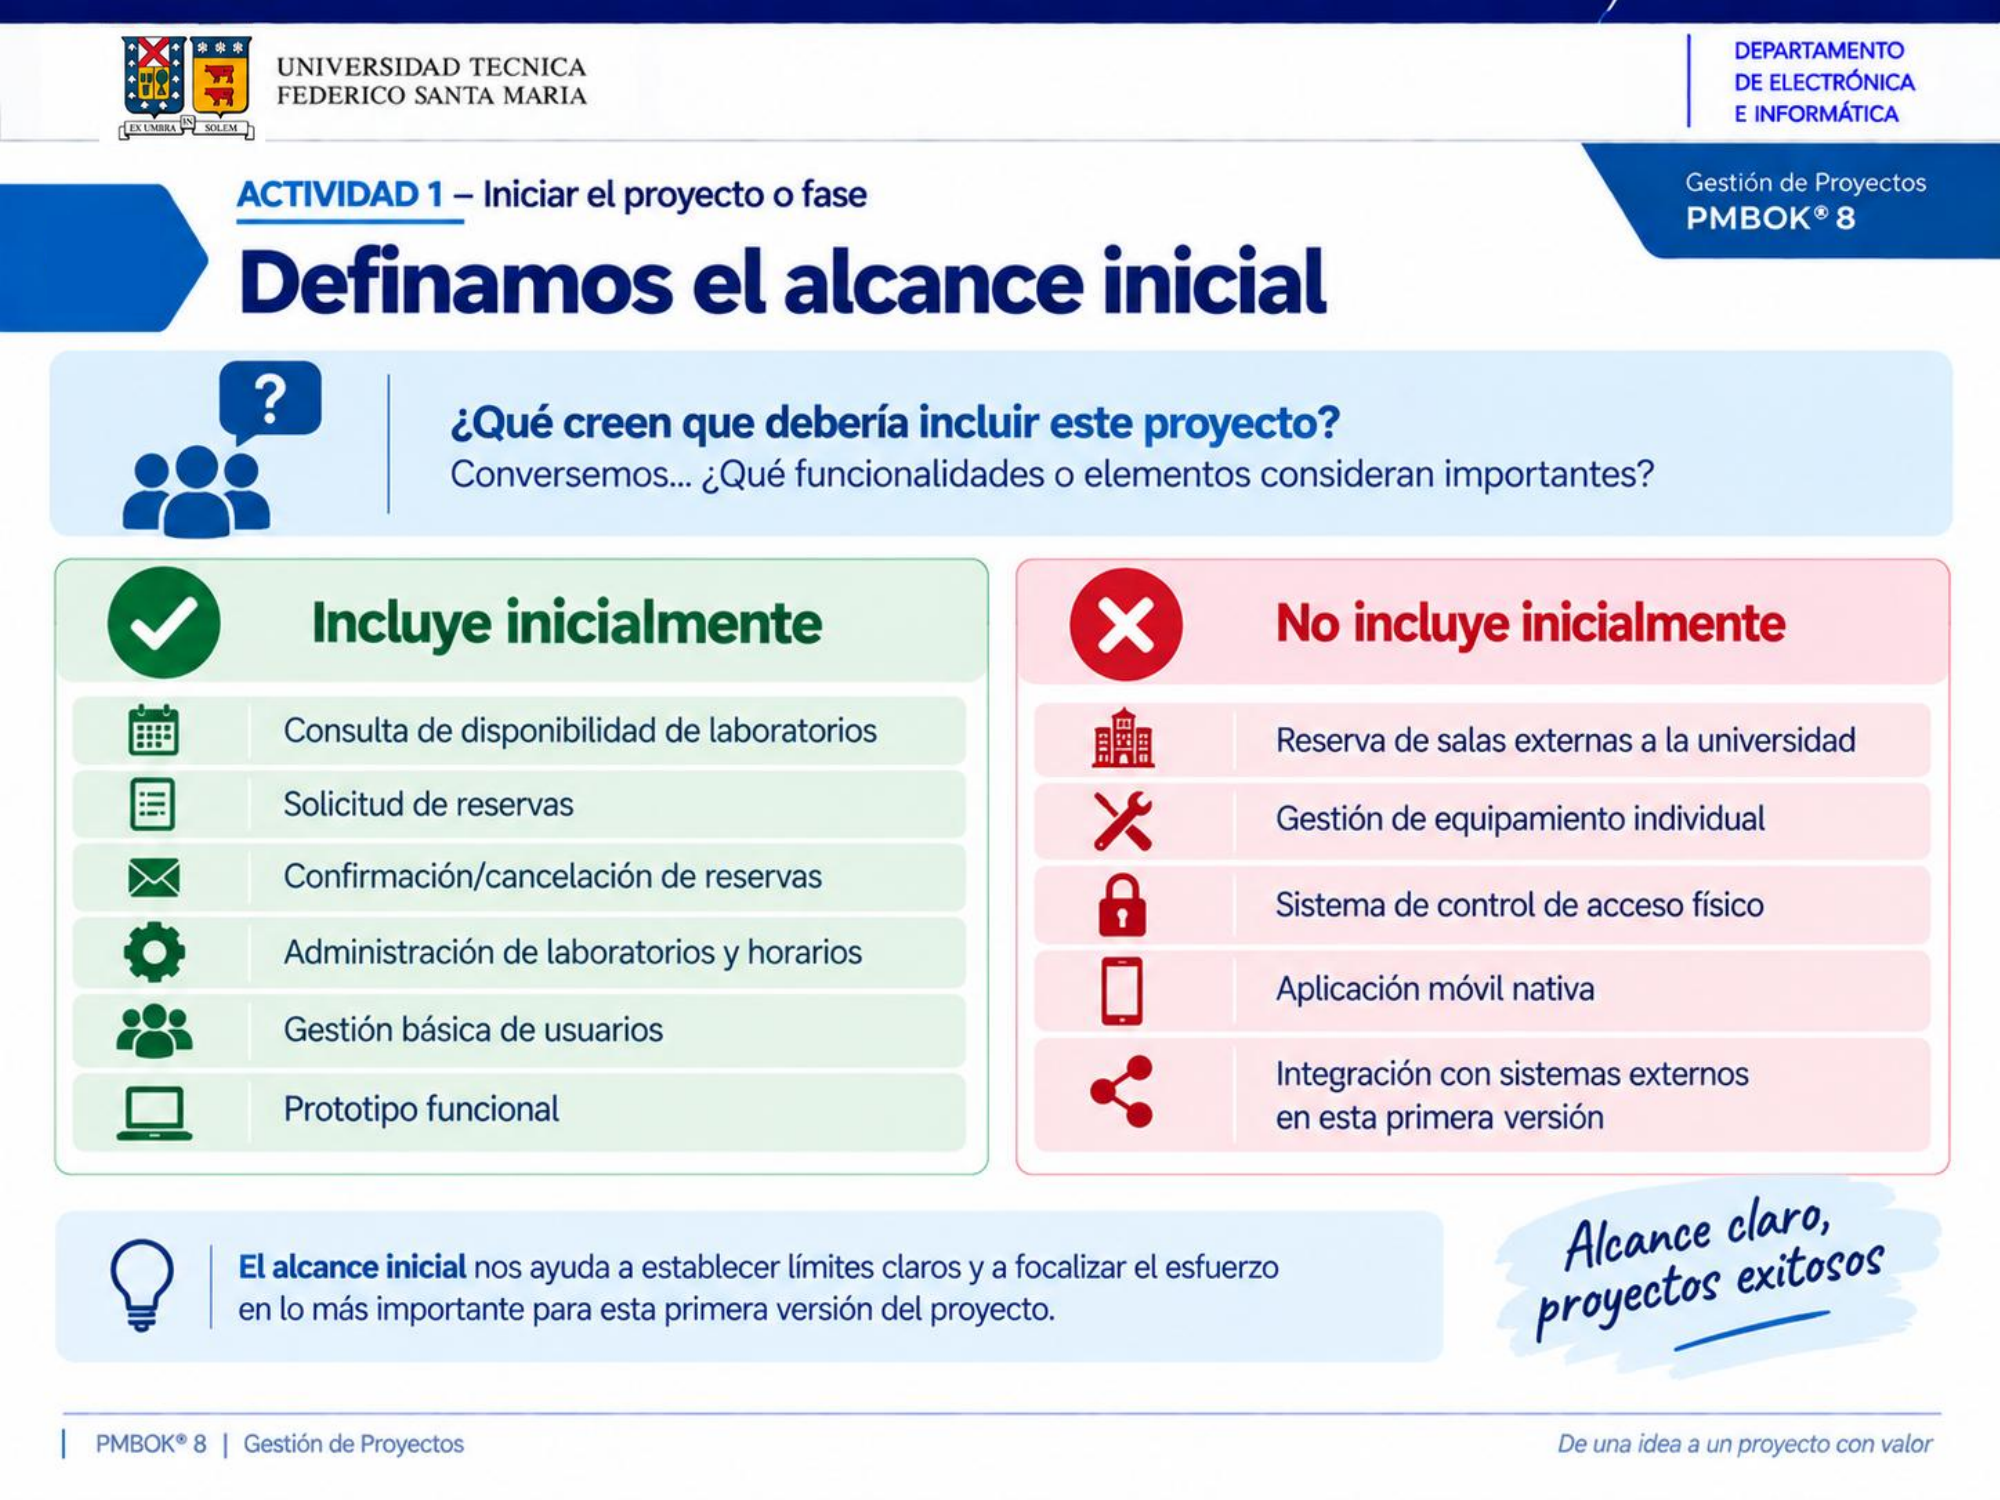 UNIVERSIDAD TECNICA
FEDERICO SANTA MARIA
EX UMBRA IN SOLEM
DEPARTAMENTO
DE ELECTRÓNICA
E INFORMÁTICA
Gestión de Proyectos
PMBOK® 8
ACTIVIDAD 1 – Iniciar el proyecto o fase
Definamos el alcance inicial
?
¿Qué creen que debería incluir este proyecto?
Conversemos... ¿Qué funcionalidades o elementos consideran importantes?
Incluye inicialmente
Consulta de disponibilidad de laboratorios
Solicitud de reservas
Confirmación/cancelación de reservas
Administración de laboratorios y horarios
Gestión básica de usuarios
Prototipo funcional
No incluye inicialmente
Reserva de salas externas a la universidad
Gestión de equipamiento individual
Sistema de control de acceso físico
Aplicación móvil nativa
Integración con sistemas externos
en esta primera versión
El alcance inicial nos ayuda a establecer límites claros y a focalizar el esfuerzo
en lo más importante para esta primera versión del proyecto.
Alcance claro,
proyectos exitosos
PMBOK® 8 | Gestión de Proyectos
De una idea a un proyecto con valor